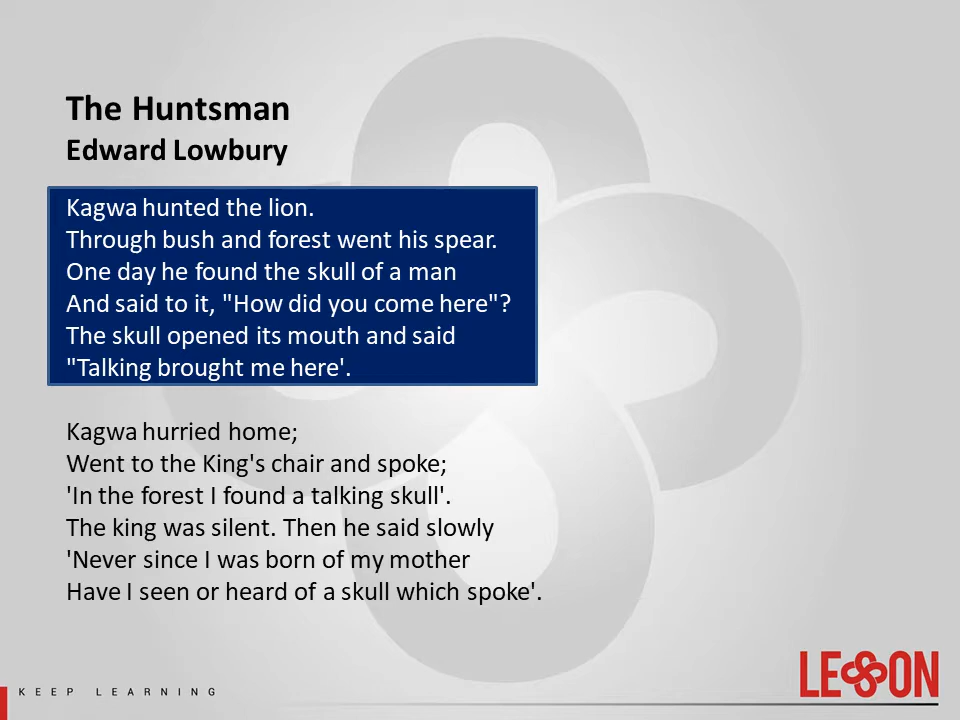 The Huntsman
Edward Lowbury
Kagwa hunted the lion.
Through bush and forest went his spear.
One day he found the skull of a man
And said to it, "How did you come here"?
The skull opened its mouth and said
"Talking brought me here'.
Kagwa hurried home;
Went to the King's chair and spoke;
'In the forest I found a talking skull'.
The king was silent. Then he said slowly
'Never since I was born of my mother
Have I seen or heard of a skull which spoke'.
KEEP LEARNING
LESSON